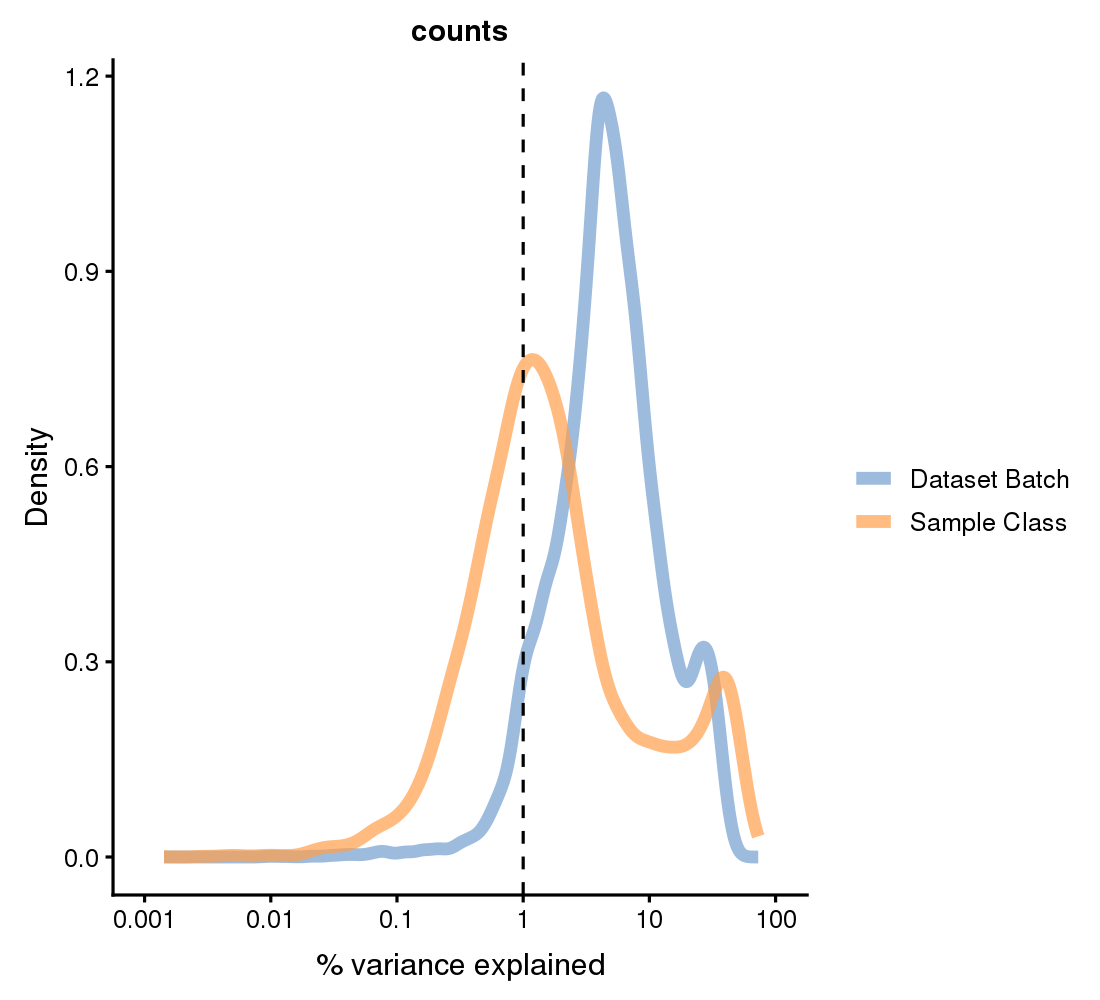 counts
1.2
0.9
0.6
0.3
0.0
Density
0.001 0.01 0.1 1 10 100
% variance explained
Dataset Batch
Sample Class